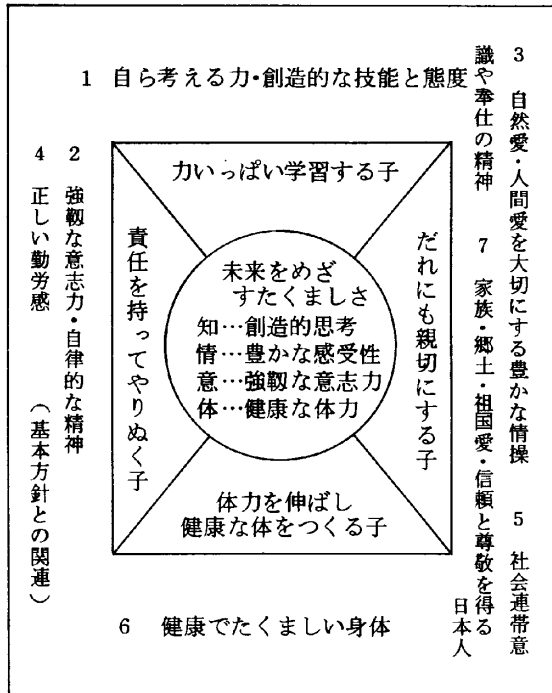 1 自ら考える力・創造的な技能と態度
3 自然愛・人間愛を大切にする豊かな情操 5 社会連帯意
識や奉仕の精神 7 家族・郷土・祖国愛・信頼と尊敬を得る
日本人
2 強靱な意志力・自律的な精神
4 正しい勤労感 (基本方針との関連)
力いっぱい学習する子
責任を持ってやりぬく子
未来をめざ
すたくましさ
知…創造的思考
情…豊かな感受性
意…強靱な意志力
体…健康な体力
だれにも親切にする子
体力を伸ばし
健康な体をつくる子
6 健康でたくましい身体